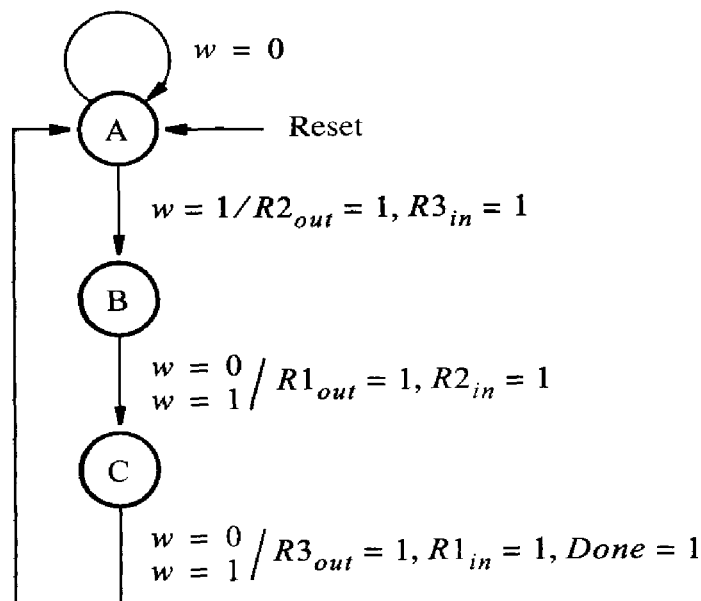 w = 0
A
Reset
w = 1/R2out = 1, R3in = 1
B
w = 0
w = 1 / R1out = 1, R2in = 1
C
w = 0
w = 1 / R3out = 1, R1in = 1, Done = 1